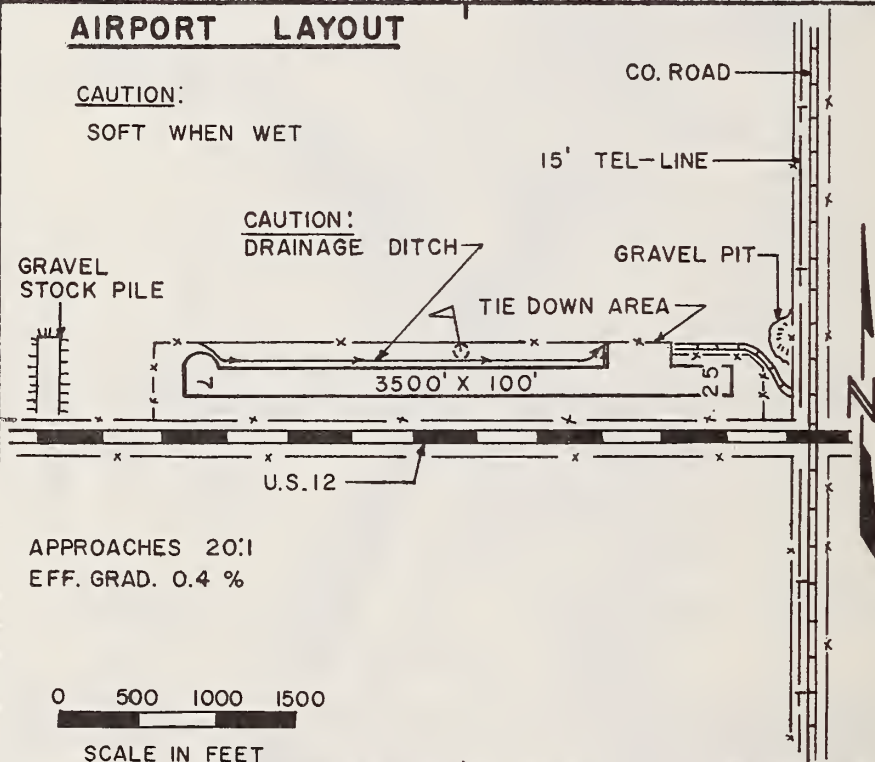 AIRPORT LAYOUT
CAUTION:
SOFT WHEN WET
CO. ROAD
15' TEL-LINE
CAUTION:
DRAINAGE DITCH
GRAVEL PIT
GRAVEL
STOCK PILE
TIE DOWN AREA
7
3500' X 100'
25
N
U.S.12
APPROACHES 20:1
EFF. GRAD. 0.4 %
0 500 1000 1500
SCALE IN FEET